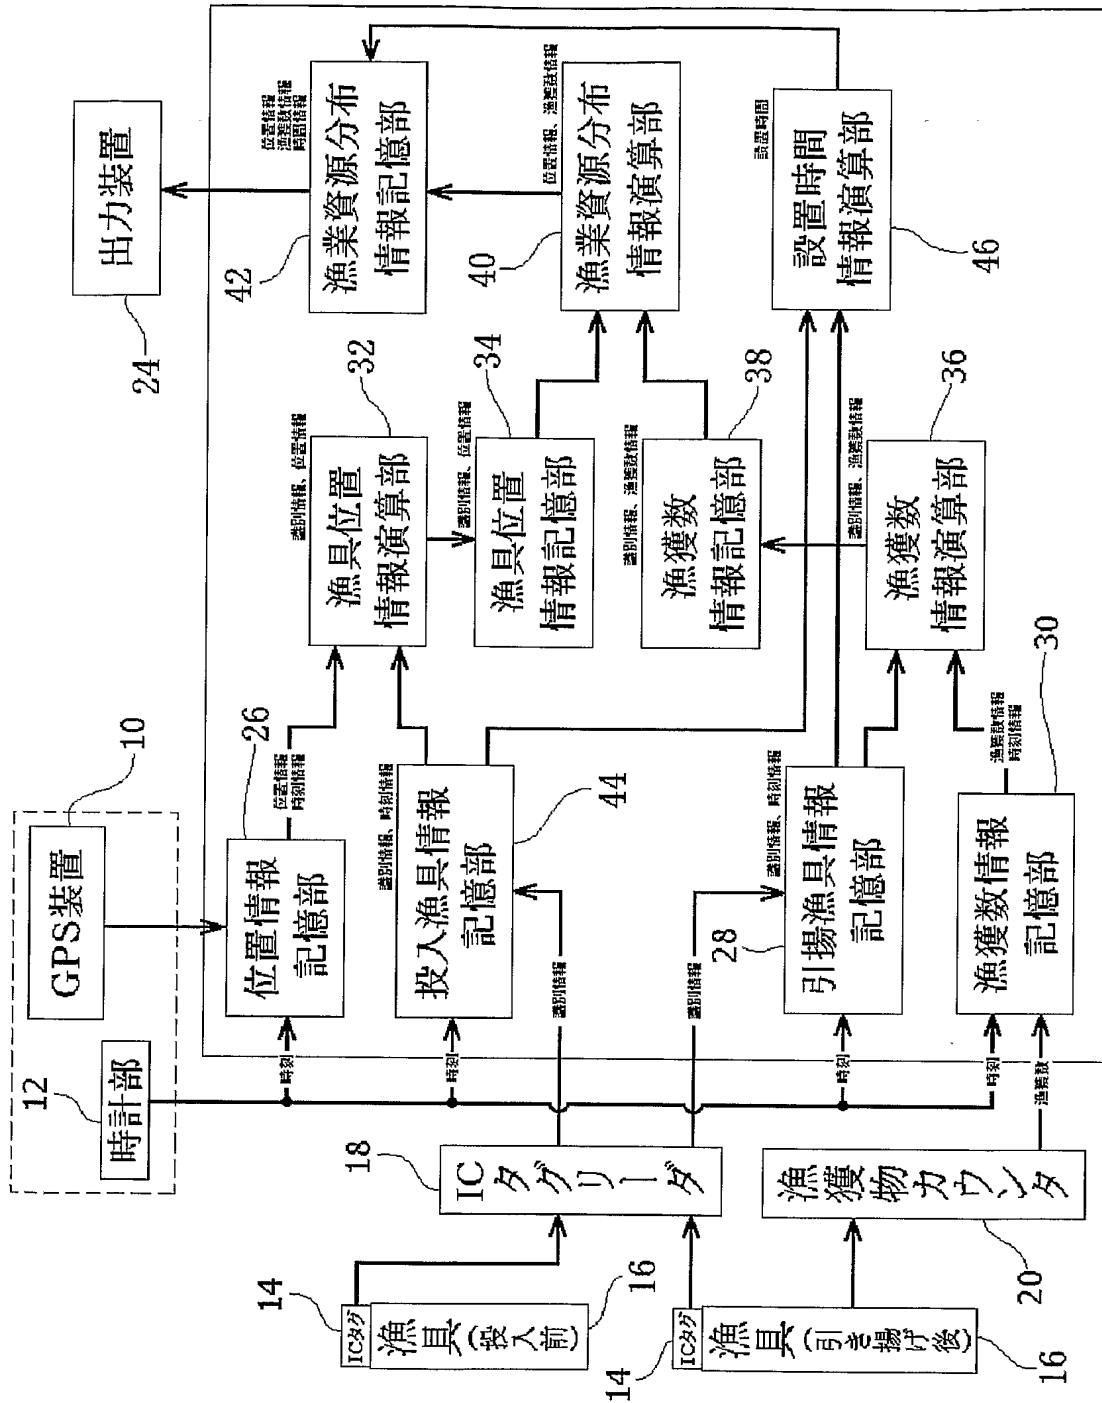 12
時計部
GPS装置
10
14
ICタグ
漁具
(投入前)
16
14
ICタグ
漁具
(引き揚げ後)
16
18
IC
タグリーダ
漁獲物カウンタ
20
時刻
時刻
識別情報
識別情報
時刻
時刻
漁獲数
位置情報
記憶部
26
位置情報
時刻情報
投入漁具情報
記憶部
44
識別情報、時刻情報
28
引揚漁具情報
記憶部
識別情報、時刻情報
漁獲数情報
記憶部
30
漁獲数情報
時刻情報
漁具位置
情報演算部
32
識別情報、位置情報
漁具位置
情報記憶部
34
識別情報、位置情報
漁獲数
情報記憶部
38
識別情報、漁獲数情報
漁獲数
情報演算部
36
識別情報、漁獲数情報
24
出力装置
42
漁業資源分布
情報記憶部
位置情報
漁獲数情報
時間情報
40
漁業資源分布
情報演算部
位置情報、漁獲数情報
設置時間
情報演算部
46
設置時間